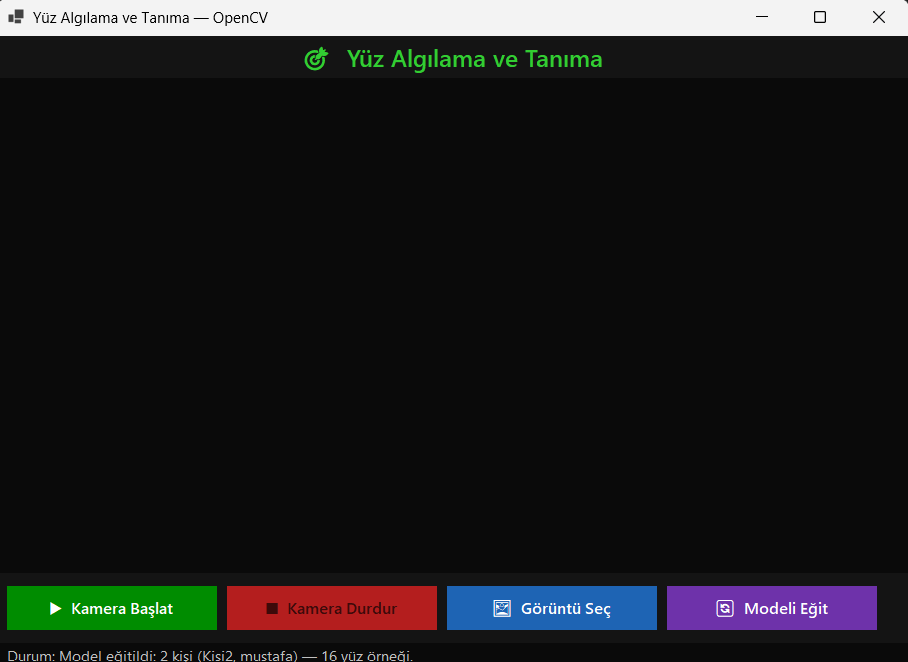 Yüz Algılama ve Tanıma — OpenCV
Yüz Algılama ve Tanıma
Kamera Başlat
Kamera Durdur
Görüntü Seç
Modeli Eğit
Durum: Model eğitildi: 2 kişi (Kisi2, mustafa) — 16 yüz örneği.